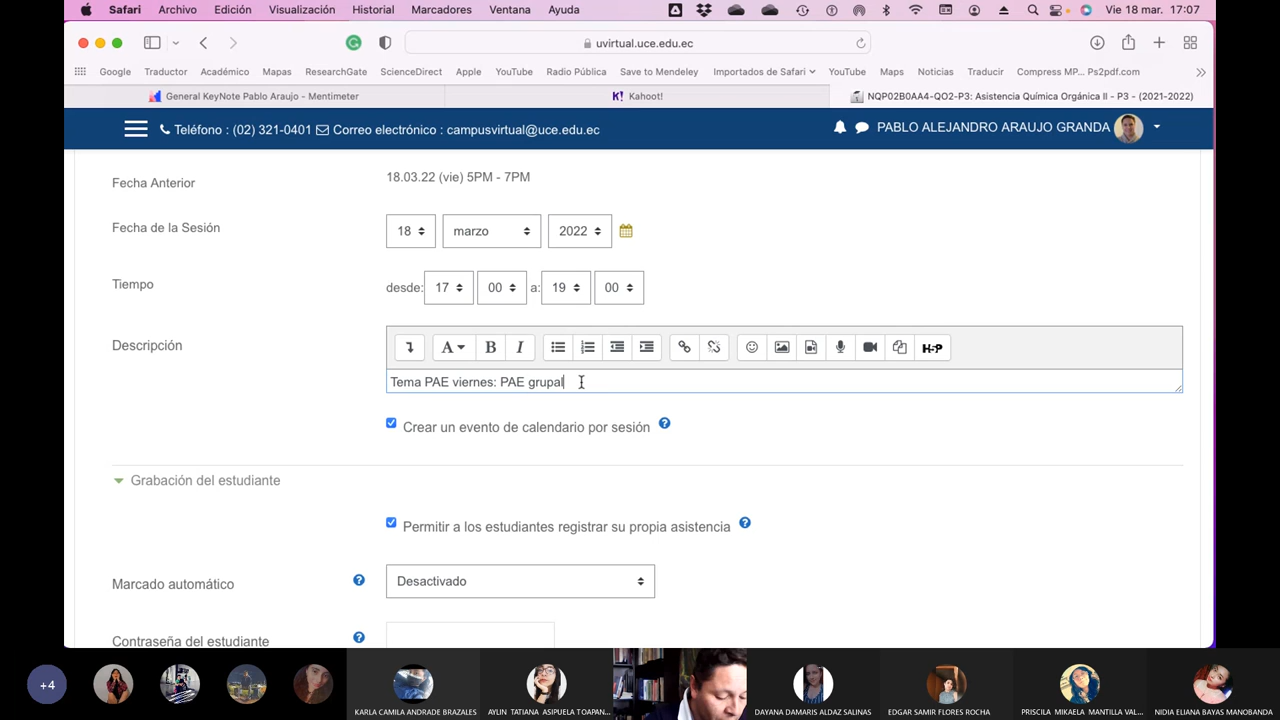 Safari Archivo Edición Visualización Historial Marcadores Ventana Ayuda Vie 18 mar. 17:07
uvirtual.uce.edu.ec
Google Traductor Académico Mapas ResearchGate ScienceDirect Apple YouTube Radio Pública Save to Mendeley Importados de Safari YouTube Maps Noticias Traducir Compress MP... Ps2pdf.com
General KeyNote Pablo Araujo - Mentimeter K! Kahoot! NQP02B0AA4-QO2-P3: Asistencia Química Orgánica II - P3 - (2021-2022)
Teléfono : (02) 321-0401 Correo electrónico : campusvirtual@uce.edu.ec PABLO ALEJANDRO ARAUJO GRANDA
Fecha Anterior 18.03.22 (vie) 5PM - 7PM
Fecha de la Sesión 18 marzo 2022
Tiempo desde: 17 00 a: 19 00
Descripción A B I H-P
Tema PAE viernes: PAE grupal
Crear un evento de calendario por sesión
Grabación del estudiante
Permitir a los estudiantes registrar su propia asistencia
Marcado automático Desactivado
Contraseña del estudiante
+4 KARLA CAMILA ANDRADE BRAZALES AYLIN TATIANA ASIPUELA TOAPAN... DAYANA DAMARIS ALDAZ SALINAS EDGAR SAMIR FLORES ROCHA PRISCILA MIKAELA MANTILLA VAL... NIDIA ELIANA BAYAS MANOBANDA